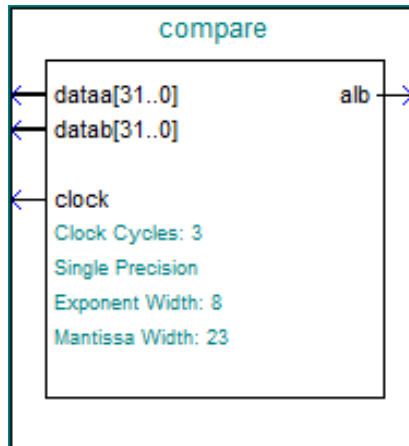 compare
dataa[31..0] alb
datab[31..0]
clock
Clock Cycles: 3
Single Precision
Exponent Width: 8
Mantissa Width: 23